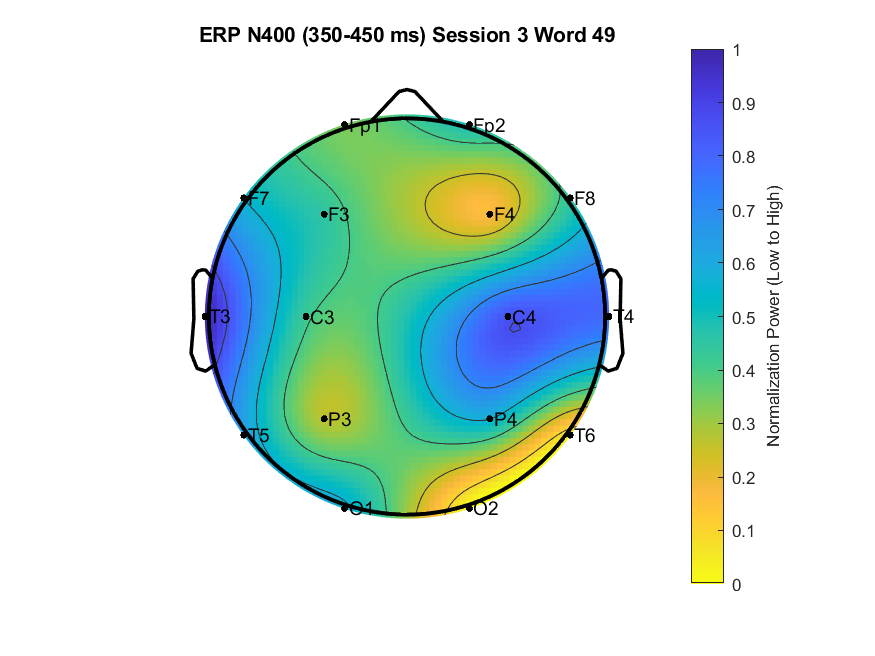 ERP N400 (350-450 ms) Session 3 Word 49
Fp1
Fp2
F7
F3
F4
F8
T3
C3
C4
T4
T5
P3
P4
T6
O1
O2
1
0.9
0.8
0.7
0.6
0.5
0.4
0.3
0.2
0.1
0
Normalization Power (Low to High)